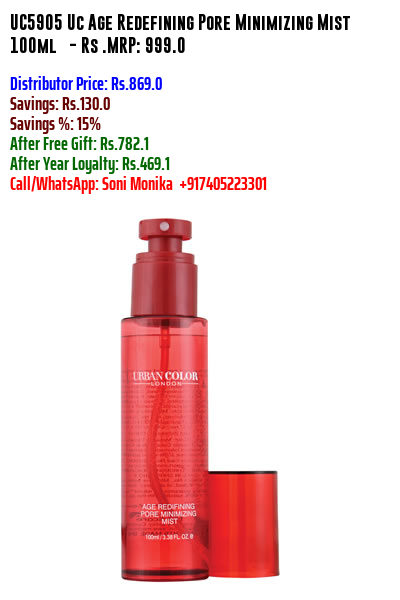 UC5905 Uc Age Redefining Pore Minimizing Mist
100ml - Rs .MRP: 999.0
Distributor Price: Rs.869.0
Savings: Rs.130.0
Savings %: 15%
After Free Gift: Rs.782.1
After Year Loyalty: Rs.469.1
Call/WhatsApp: Soni Monika +917405223301
URBAN COLOR
LONDON
AGE REDIFINING
PORE MINIMIZING
MIST
100ml / 3.38 FL. OZ. e